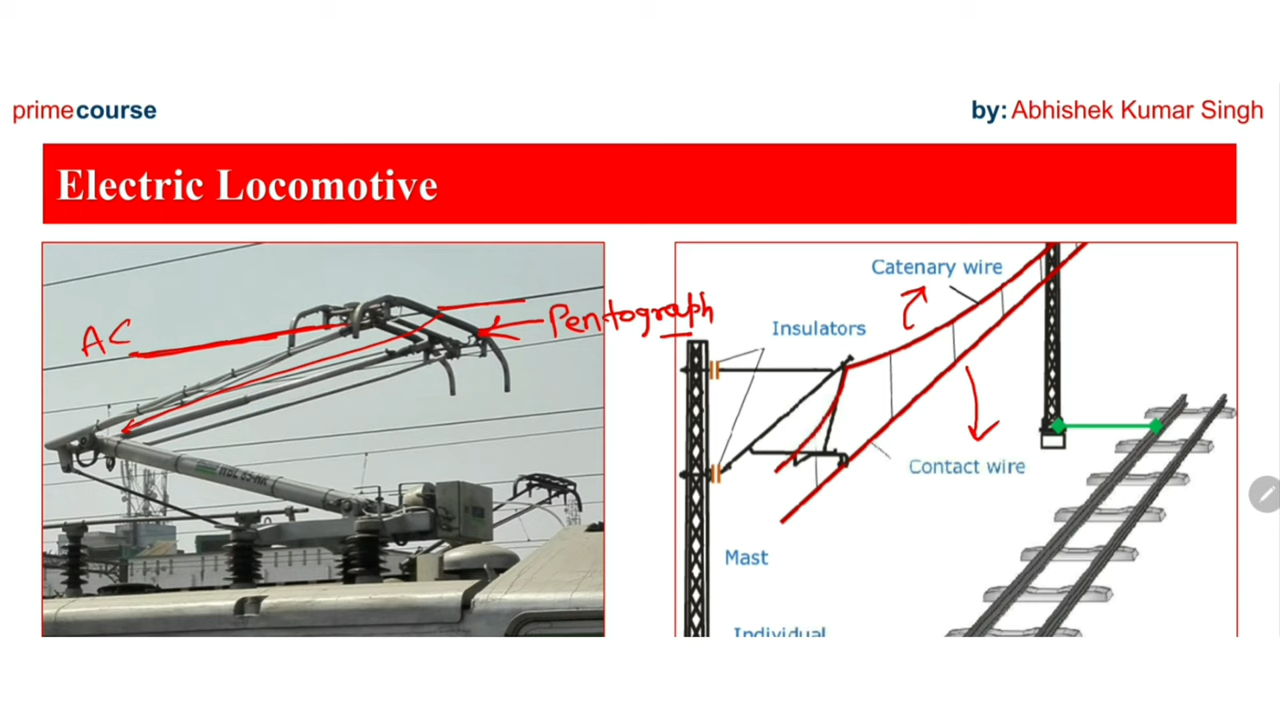 primecourse
by: Abhishek Kumar Singh
Electric Locomotive
AC
Pentograph
Catenary wire
Insulators
Contact wire
Mast
Individual